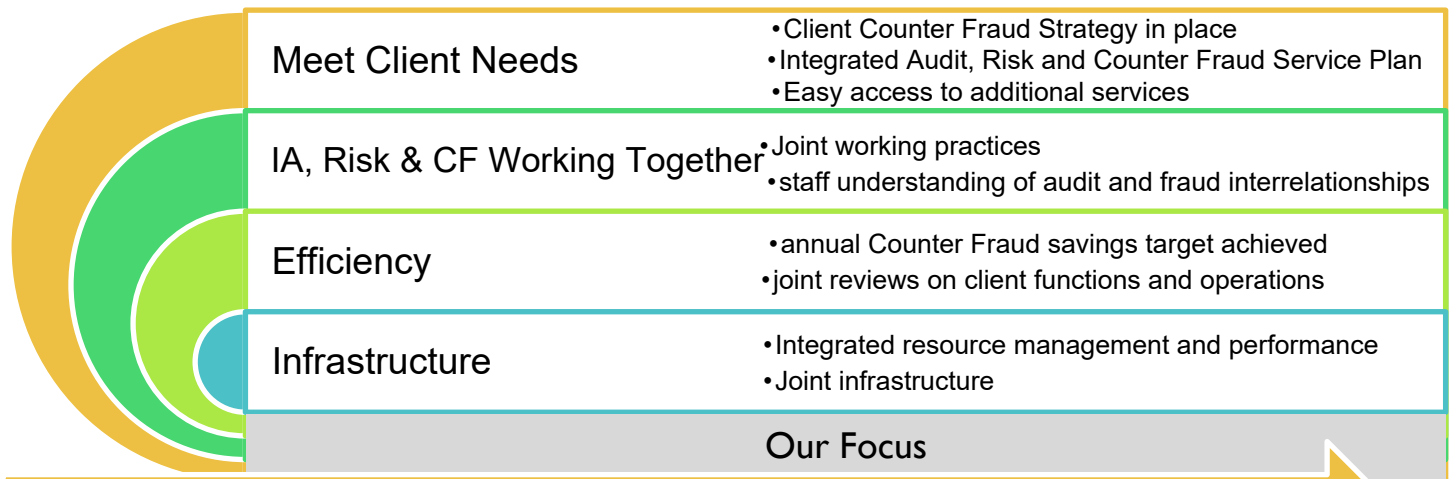 Meet Client Needs
•Client Counter Fraud Strategy in place
•Integrated Audit, Risk and Counter Fraud Service Plan
•Easy access to additional services
IA, Risk & CF Working Together
•Joint working practices
•staff understanding of audit and fraud interrelationships
Efficiency
•annual Counter Fraud savings target achieved
•joint reviews on client functions and operations
Infrastructure
•Integrated resource management and performance
•Joint infrastructure
Our Focus